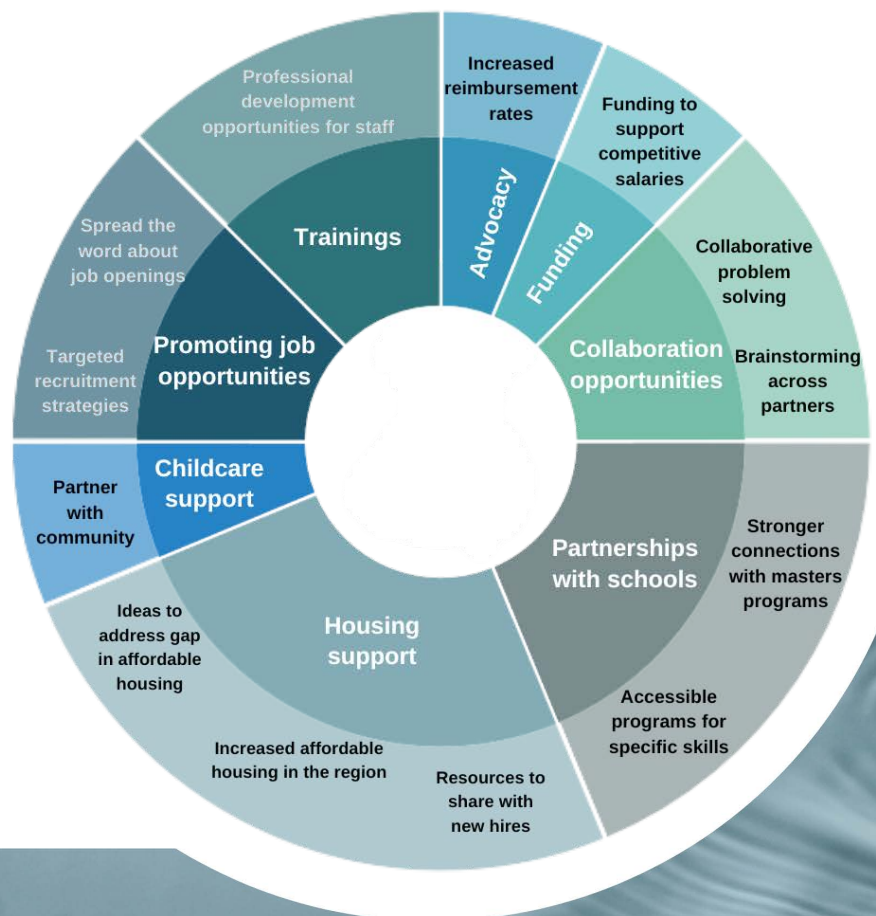 Increased
reimbursement
rates
Advocacy
Funding to
support
competitive
salaries
Funding
Collaborative
problem
solving
Brainstorming
across
partners
Collaboration
opportunities
Stronger
connections
with masters
programs
Accessible
programs for
specific skills
Partnerships
with schools
Resources to
share with
new hires
Increased affordable
housing in the region
Ideas to
address gap
in affordable
housing
Housing
support
Partner
with
community
Childcare
support
Targeted
recruitment
strategies
Spread the
word about
job openings
Promoting job
opportunities
Professional
development
opportunities for staff
Trainings